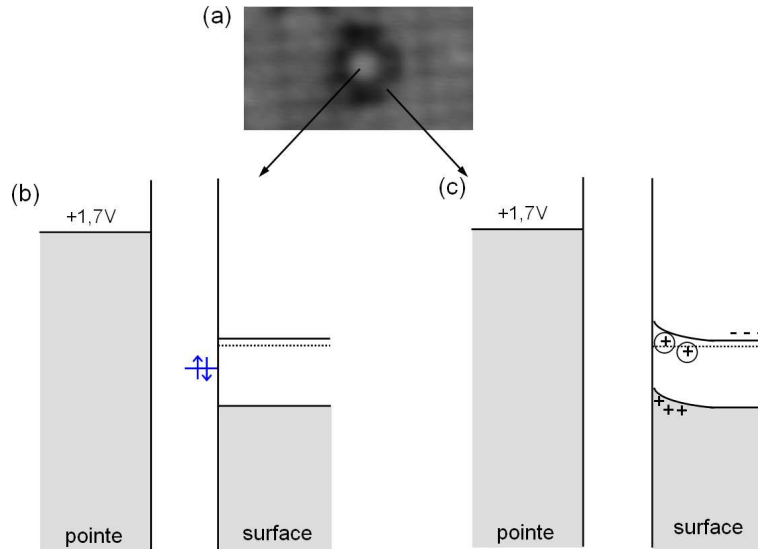 (a)
(b)
+1,7V
pointe
surface
(c)
+1,7V
+ +
- - -
+ + +
pointe
surface